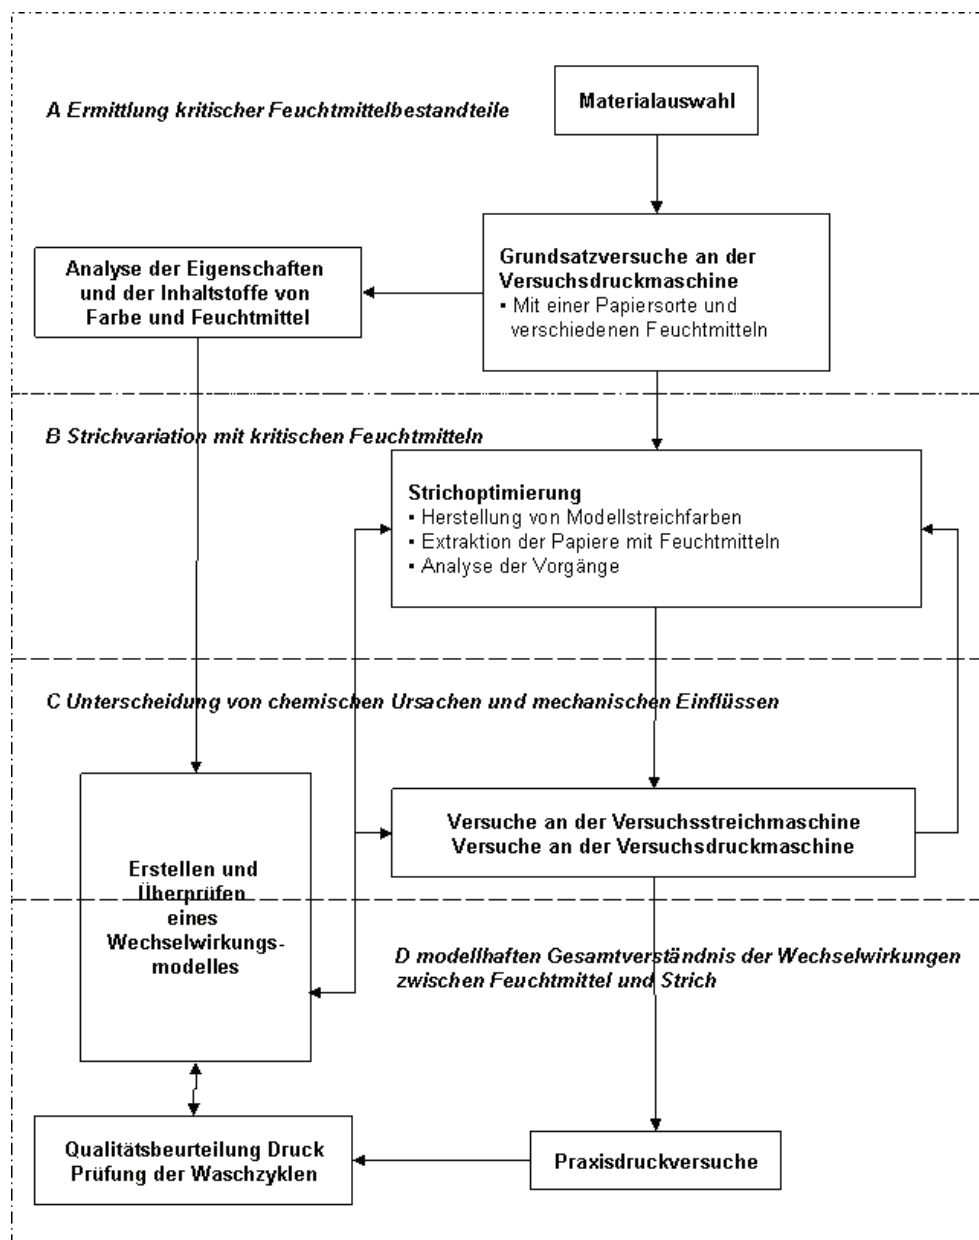 A Ermittlung kritischer Feuchtmittelbestandteile
Materialauswahl
Grundsatzversuche an der
Versuchsdruckmaschine
▪ Mit einer Papiersorte und
verschiedenen Feuchtmitteln
Analyse der Eigenschaften
und der Inhaltstoffe von
Farbe und Feuchtmittel
B Strichvariation mit kritischen Feuchtmitteln
Strichoptimierung
▪ Herstellung von Modellstreichfarben
▪ Extraktion der Papiere mit Feuchtmitteln
▪ Analyse der Vorgänge
C Unterscheidung von chemischen Ursachen und mechanischen Einflüssen
Versuche an der Versuchsstreichmaschine
Versuche an der Versuchsdruckmaschine
Erstellen und
Überprüfen
eines
Wechselwirkungs-
modelles
D modellhaften Gesamtverständnis der Wechselwirkungen
zwischen Feuchtmittel und Strich
Qualitätsbeurteilung Druck
Prüfung der Waschzyklen
Praxisdruckversuche